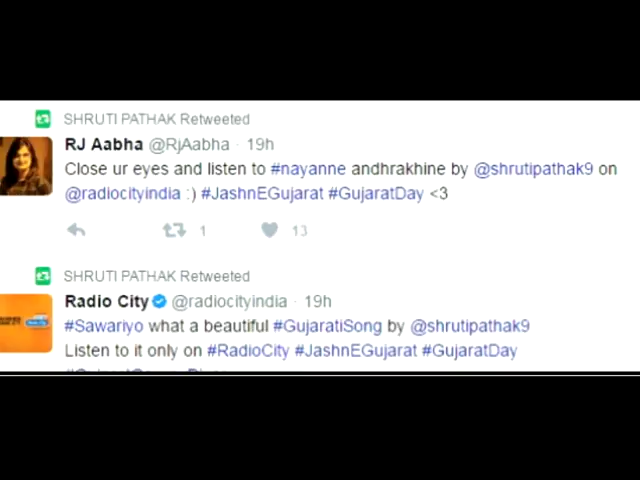 SHRUTI PATHAK Retweeted
RJ Aabha @RjAabha · 19h
Close ur eyes and listen to #nayanne andhrakhine by @shrutipathak9 on
@radiocityindia :) #JashnEGujarat #GujaratDay <3
1 13
SHRUTI PATHAK Retweeted
Radio City @radiocityindia · 19h
#Sawariyo what a beautiful #GujaratiSong by @shrutipathak9
Listen to it only on #RadioCity #JashnEGujarat #GujaratDay